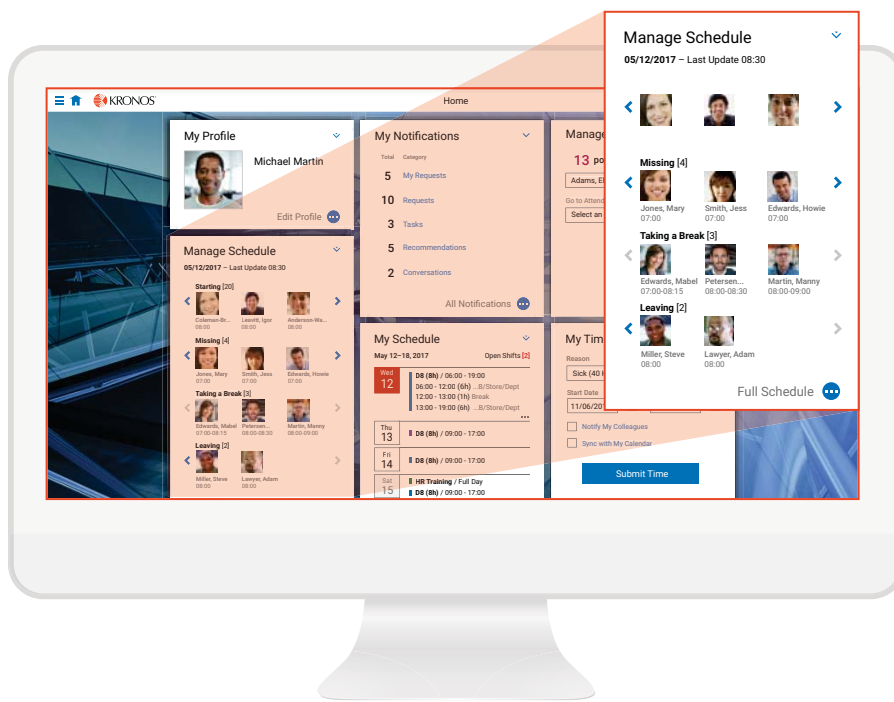 KRONOS
Home
My Profile
Michael Martin
Edit Profile
Manage Schedule
05/12/2017 – Last Update 08:30
Starting [20]
Coleman-Br... Leavitt, Igor Anderson-Wa...
08:00 08:00
Missing [4]
Jones, Mary Smith, Jess Edwards, Howie
07:00 07:00 07:00
Taking a Break [3]
Edwards, Mabel Petersen... Martin, Manny
07:00-08:15 08:00-08:30 08:00-09:00
Leaving [2]
Miller, Steve Lawyer, Adam
08:00 08:00
My Notifications
Total Category
5 My Requests
10 Requests
3 Tasks
5 Recommendations
2 Conversations
All Notifications
My Schedule
May 12–18, 2017 Open Shifts [2]
Wed
12
D8 (8h) / 06:00 - 19:00
06:00 - 12:00 (6h) ...B/Store/Dept
12:00 - 13:00 (1h) Break
13:00 - 19:00 (6h) ...B/Store/Dept
Thu
13
D8 (8h) / 09:00 - 17:00
Fri
14
D8 (8h) / 09:00 - 17:00
Sat
15
HR Training / Full Day
D8 (8h) / 09:00 - 17:00
Manage
13 po
Adams, El
Go to Attend
Select an
My Tim
Reason
Sick (40 H
Start Date
11/06/20
Notify My Colleagues
Sync with My Calendar
Submit Time
Manage Schedule
05/12/2017 – Last Update 08:30
Missing [4]
Jones, Mary Smith, Jess Edwards, Howie
07:00 07:00 07:00
Taking a Break [3]
Edwards, Mabel Petersen... Martin, Manny
07:00-08:15 08:00-08:30 08:00-09:00
Leaving [2]
Miller, Steve Lawyer, Adam
08:00 08:00
Full Schedule